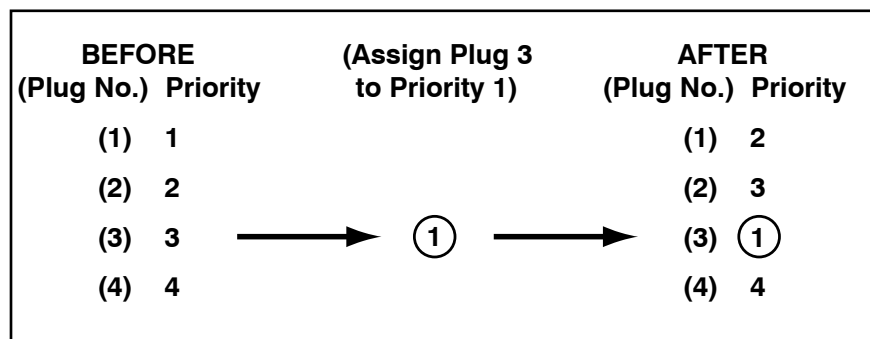 BEFORE (Assign Plug 3 AFTER
(Plug No.) Priority to Priority 1) (Plug No.) Priority
(1) 1 (1) 2
(2) 2 (2) 3
(3) 3 1 (3) 1
(4) 4 (4) 4